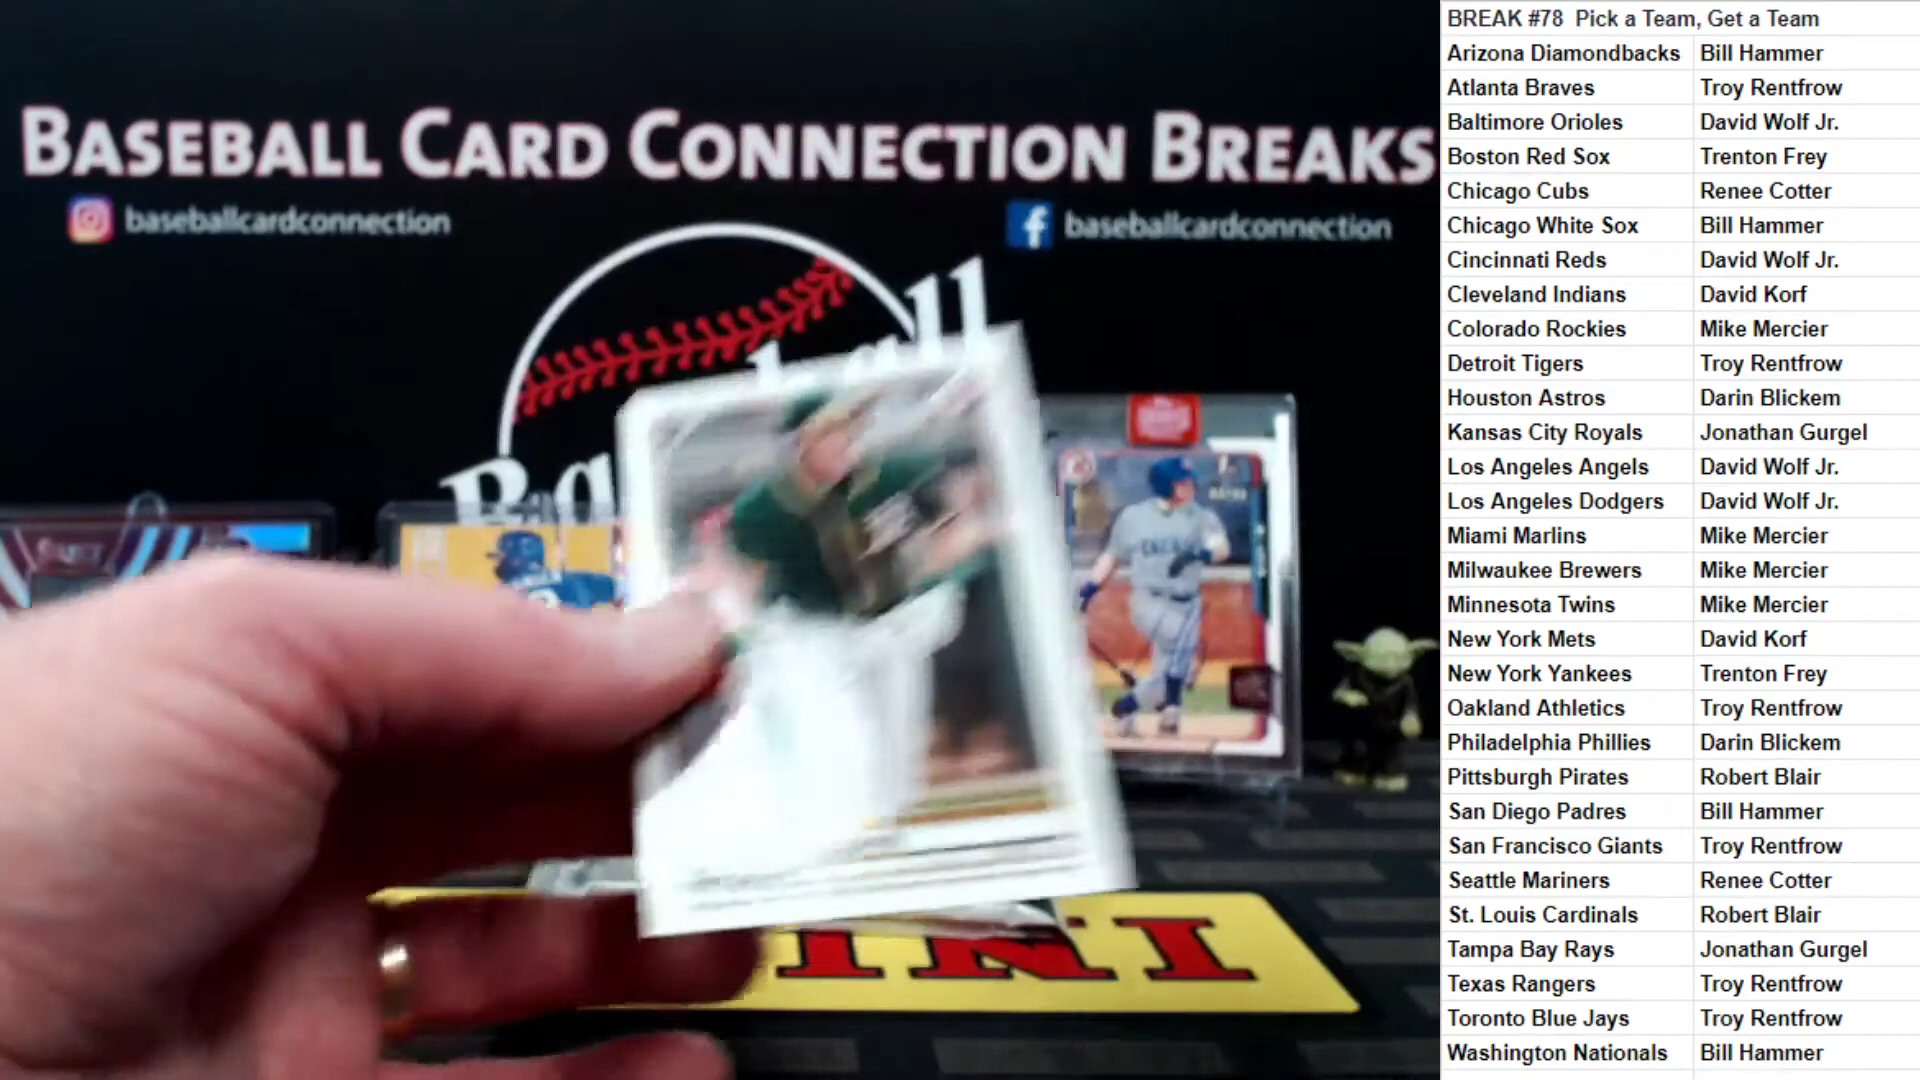 BREAK #78 Pick a Team, Get a Team
Arizona Diamondbacks Bill Hammer
Atlanta Braves Troy Rentfrow
Baltimore Orioles David Wolf Jr.
Boston Red Sox Trenton Frey
Chicago Cubs Renee Cotter
Chicago White Sox Bill Hammer
Cincinnati Reds David Wolf Jr.
Cleveland Indians David Korf
Colorado Rockies Mike Mercier
Detroit Tigers Troy Rentfrow
Houston Astros Darin Blickem
Kansas City Royals Jonathan Gurgel
Los Angeles Angels David Wolf Jr.
Los Angeles Dodgers David Wolf Jr.
Miami Marlins Mike Mercier
Milwaukee Brewers Mike Mercier
Minnesota Twins Mike Mercier
New York Mets David Korf
New York Yankees Trenton Frey
Oakland Athletics Troy Rentfrow
Philadelphia Phillies Darin Blickem
Pittsburgh Pirates Robert Blair
San Diego Padres Bill Hammer
San Francisco Giants Troy Rentfrow
Seattle Mariners Renee Cotter
St. Louis Cardinals Robert Blair
Tampa Bay Rays Jonathan Gurgel
Texas Rangers Troy Rentfrow
Toronto Blue Jays Troy Rentfrow
Washington Nationals Bill Hammer
BASEBALL CARD CONNECTION BREAKS
baseballcardconnection
baseballcardconnection